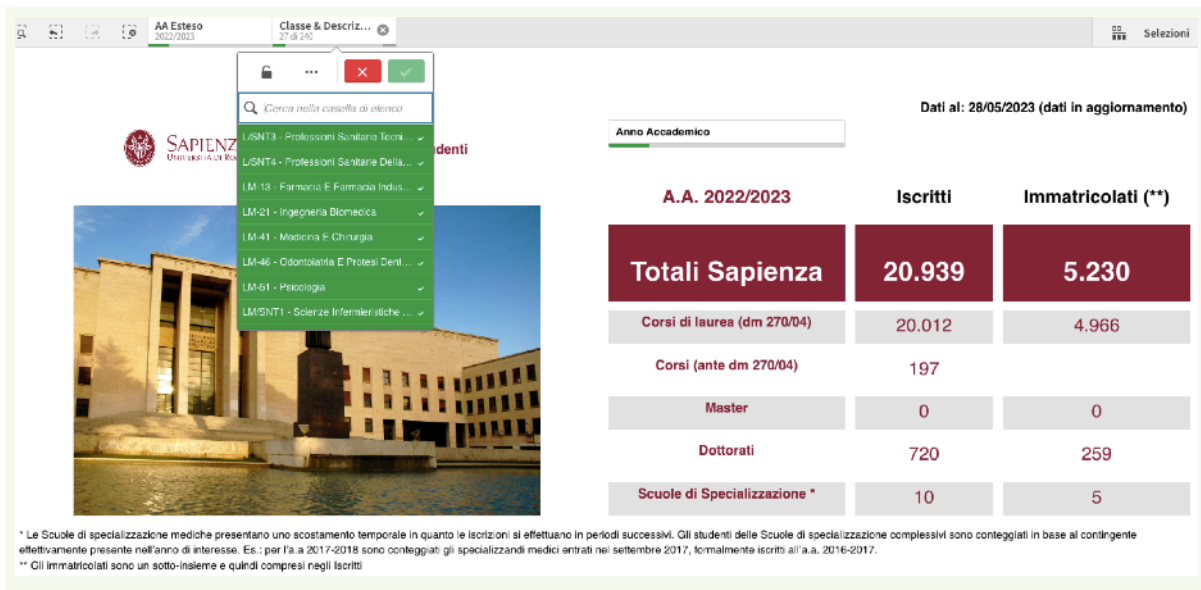 AA Esteso
2022/2023
Classe & Descriz...
27 di 240
Selezioni
Cerca nella casella di elenco
L/SNT3 - Professioni Sanitarie Tecni...
L/SNT4 - Professioni Sanitarie Della...
LM-13 - Farmacia E Farmacia Indus...
LM-21 - Ingegneria Biomedica
LM-41 - Medicina E Chirurgia
LM-46 - Odontoiatria E Protesi Dent...
LM-51 - Psicologia
LM/SNT1 - Scienze Infermieristiche ...
SAPIENZ
UNIVERSITÀ DI RO
denti
Dati al: 28/05/2023 (dati in aggiornamento)
Anno Accademico
A.A. 2022/2023 Iscritti Immatricolati (**)
Totali Sapienza 20.939 5.230
Corsi di laurea (dm 270/04) 20.012 4.966
Corsi (ante dm 270/04) 197
Master 0 0
Dottorati 720 259
Scuole di Specializzazione * 10 5
* Le Scuole di specializzazione mediche presentano uno scostamento temporale in quanto le iscrizioni si effettuano in periodi successivi. Gli studenti delle Scuole di specializzazione complessivi sono conteggiati in base al contingente
effettivamente presente nell'anno di interesse. Es.: per l'a.a 2017-2018 sono conteggiati gli specializzandi medici entrati nel settembre 2017, formalmente iscritti all'a.a. 2016-2017.
** Gli immatricolati sono un sotto-insieme e quindi compresi negli Iscritti